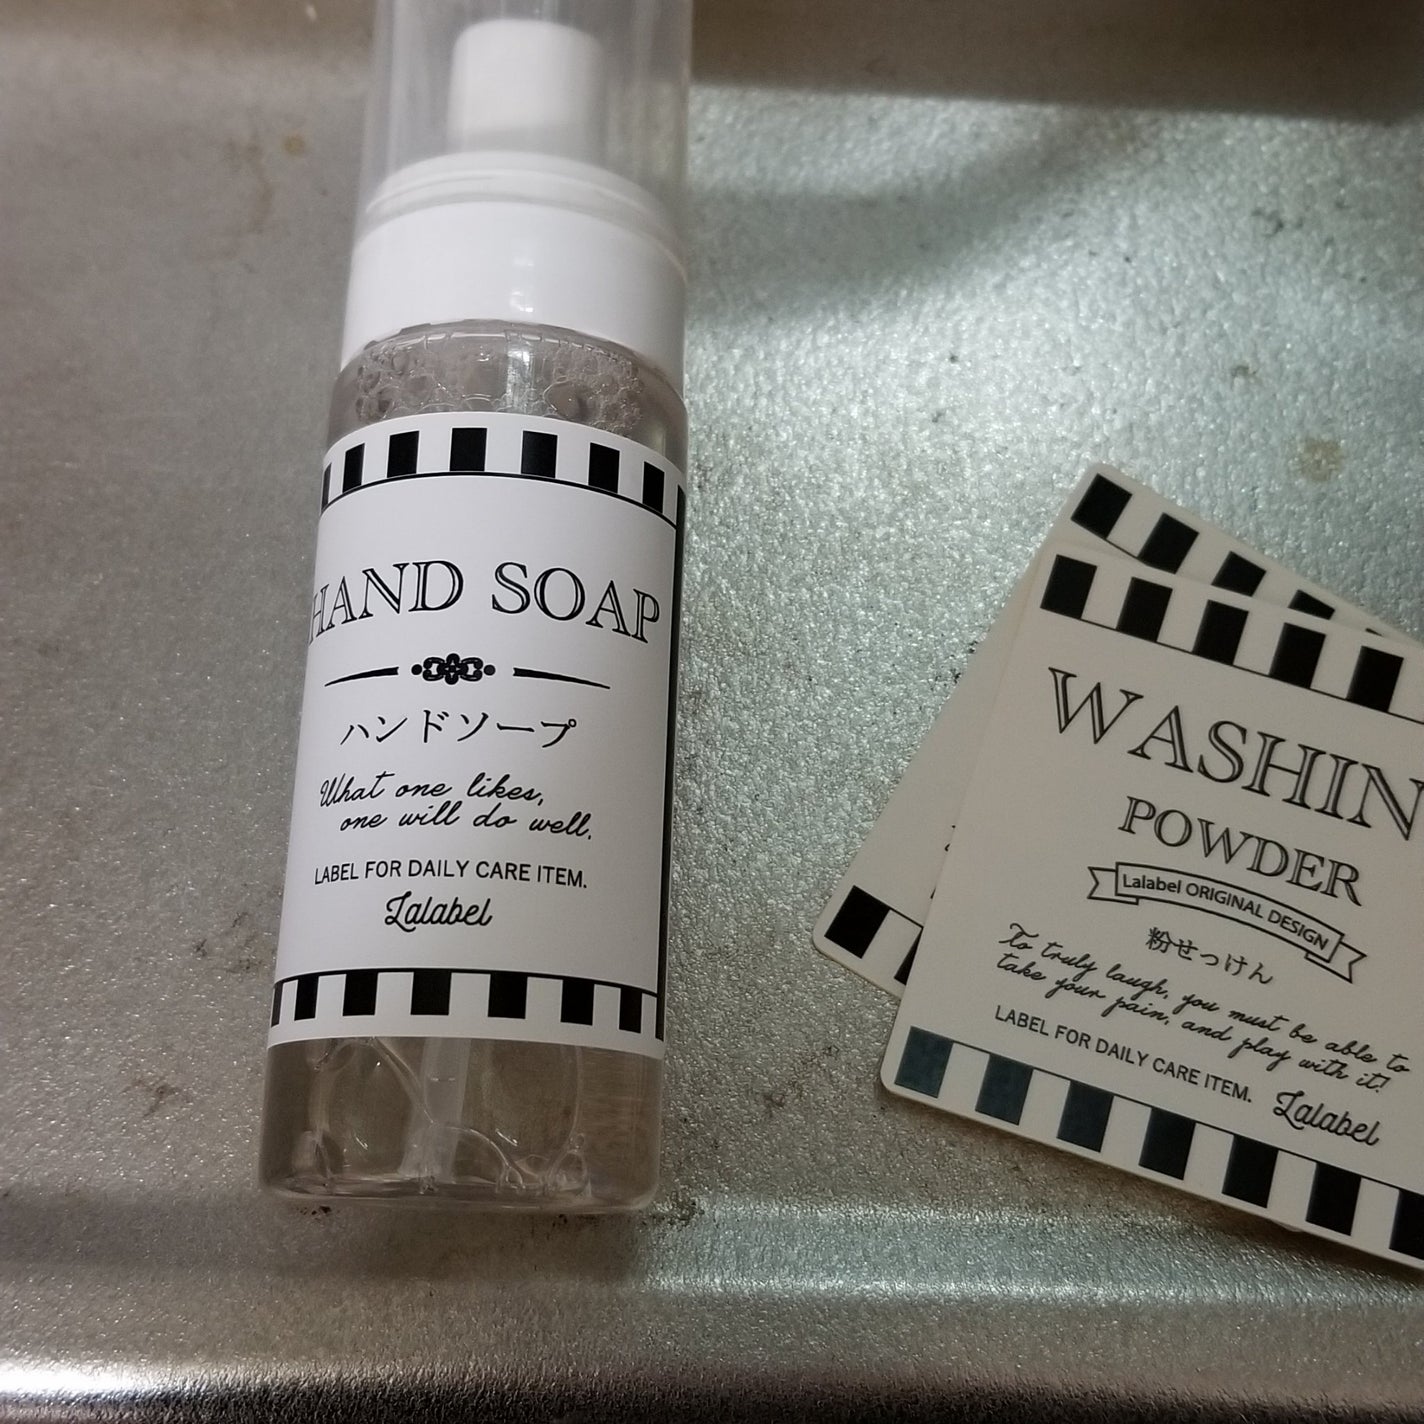 HAND SOAP
ハンドソープ
What one likes,
one will do well.
LABEL FOR DAILY CARE ITEM.
Lalabel
WASHIN
POWDER
Lalabel ORIGINAL DESIGN
粉せっけん
To truly laugh, you must be able to
take your pain, and play with it!
LABEL FOR DAILY CARE ITEM.
Lalabel